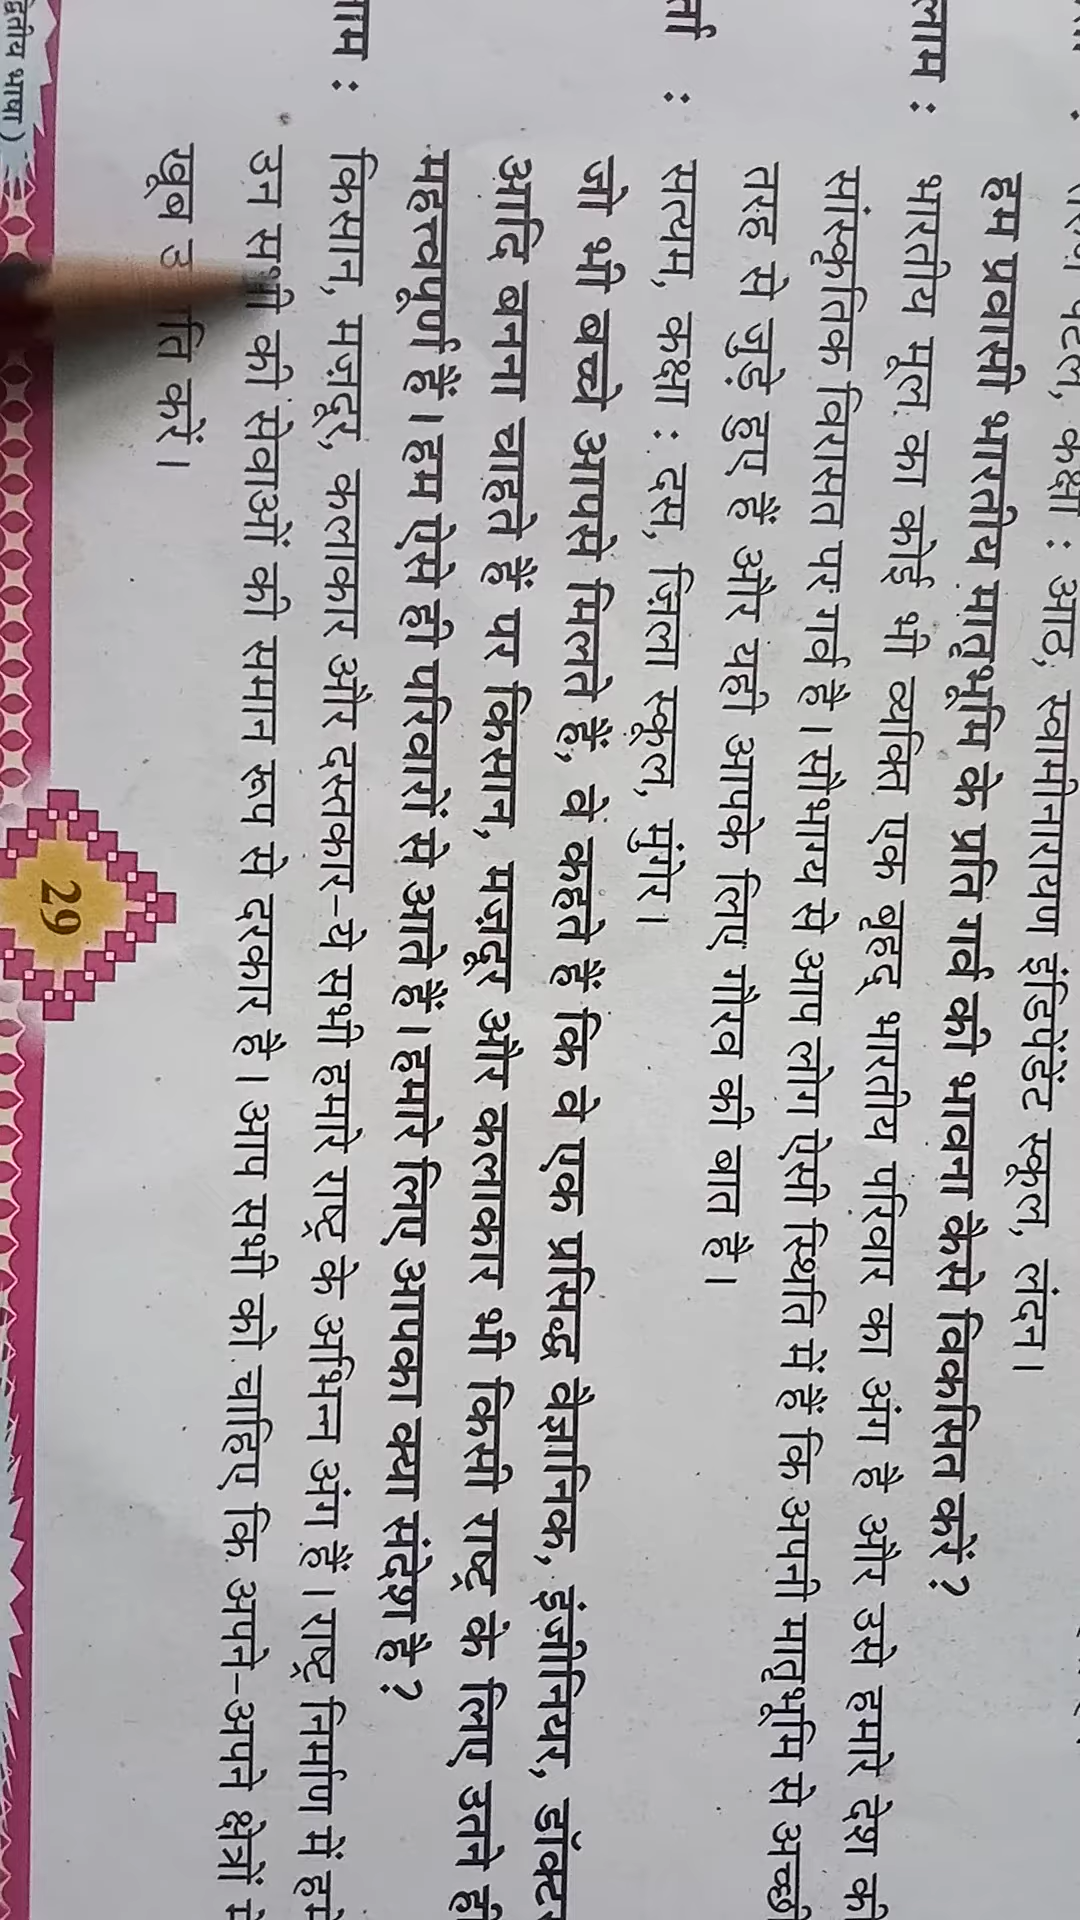 पटेल, कक्षा : आठ, स्वामीनारायण इंडिपेंडेंट स्कूल, लंदन।
हम प्रवासी भारतीय मातृभूमि के प्रति गर्व की भावना कैसे विकसित करें?
लाम : भारतीय मूल का कोई भी व्यक्ति एक बृहद् भारतीय परिवार का अंग है और उसे हमारे देश की
सांस्कृतिक विरासत पर गर्व है। सौभाग्य से आप लोग ऐसी स्थिति में हैं कि अपनी मातृभूमि से अच्छी
तरह से जुड़े हुए हैं और यही आपके लिए गौरव की बात है।
र्ता : सत्यम, कक्षा : दस, ज़िला स्कूल, मुंगेर।
जो भी बच्चे आपसे मिलते हैं, वे कहते हैं कि वे एक प्रसिद्ध वैज्ञानिक, इंजीनियर, डॉक्टर
आदि बनना चाहते हैं पर किसान, मज़दूर और कलाकार भी किसी राष्ट्र के लिए उतने ही
महत्त्वपूर्ण हैं। हम ऐसे ही परिवारों से आते हैं। हमारे लिए आपका क्या संदेश है?
लाम : किसान, मज़दूर, कलाकार और दस्तकार-ये सभी हमारे राष्ट्र के अभिन्न अंग हैं। राष्ट्र निर्माण में हमें
उन सभी की सेवाओं की समान रूप से दरकार है। आप सभी को चाहिए कि अपने-अपने क्षेत्रों में
खूब करें।
द्वितीय भाषा)
29